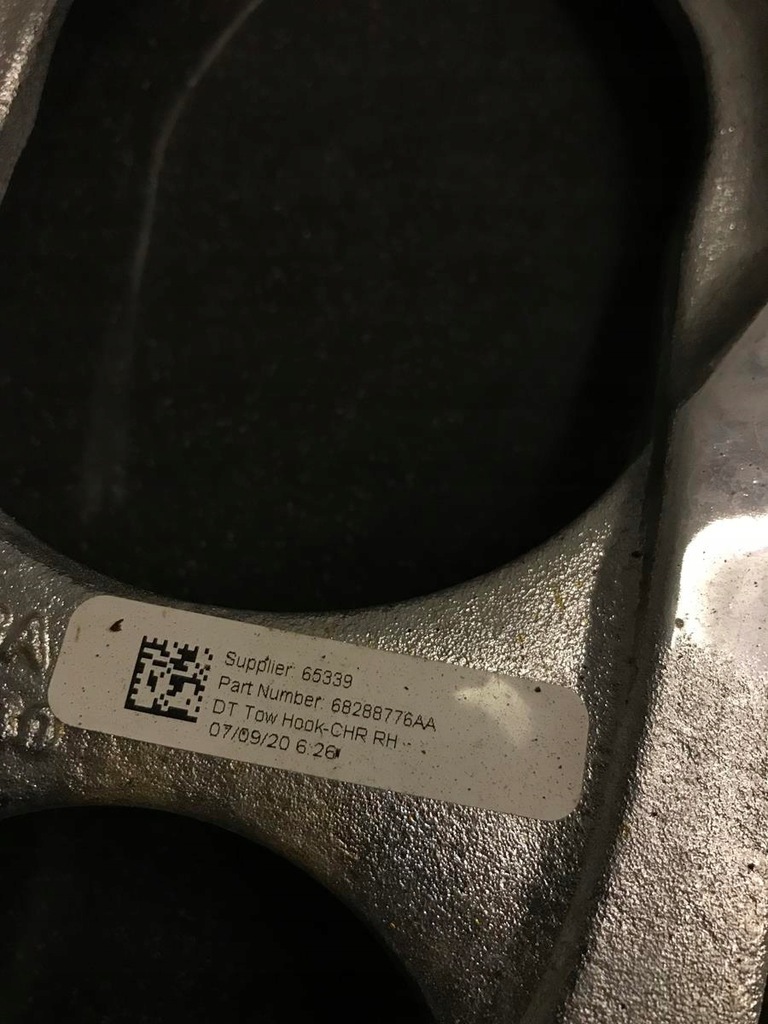 Supplier: 65339
Part Number: 68288776AA
DT Tow Hook-CHR RH
07/09/20 6:26